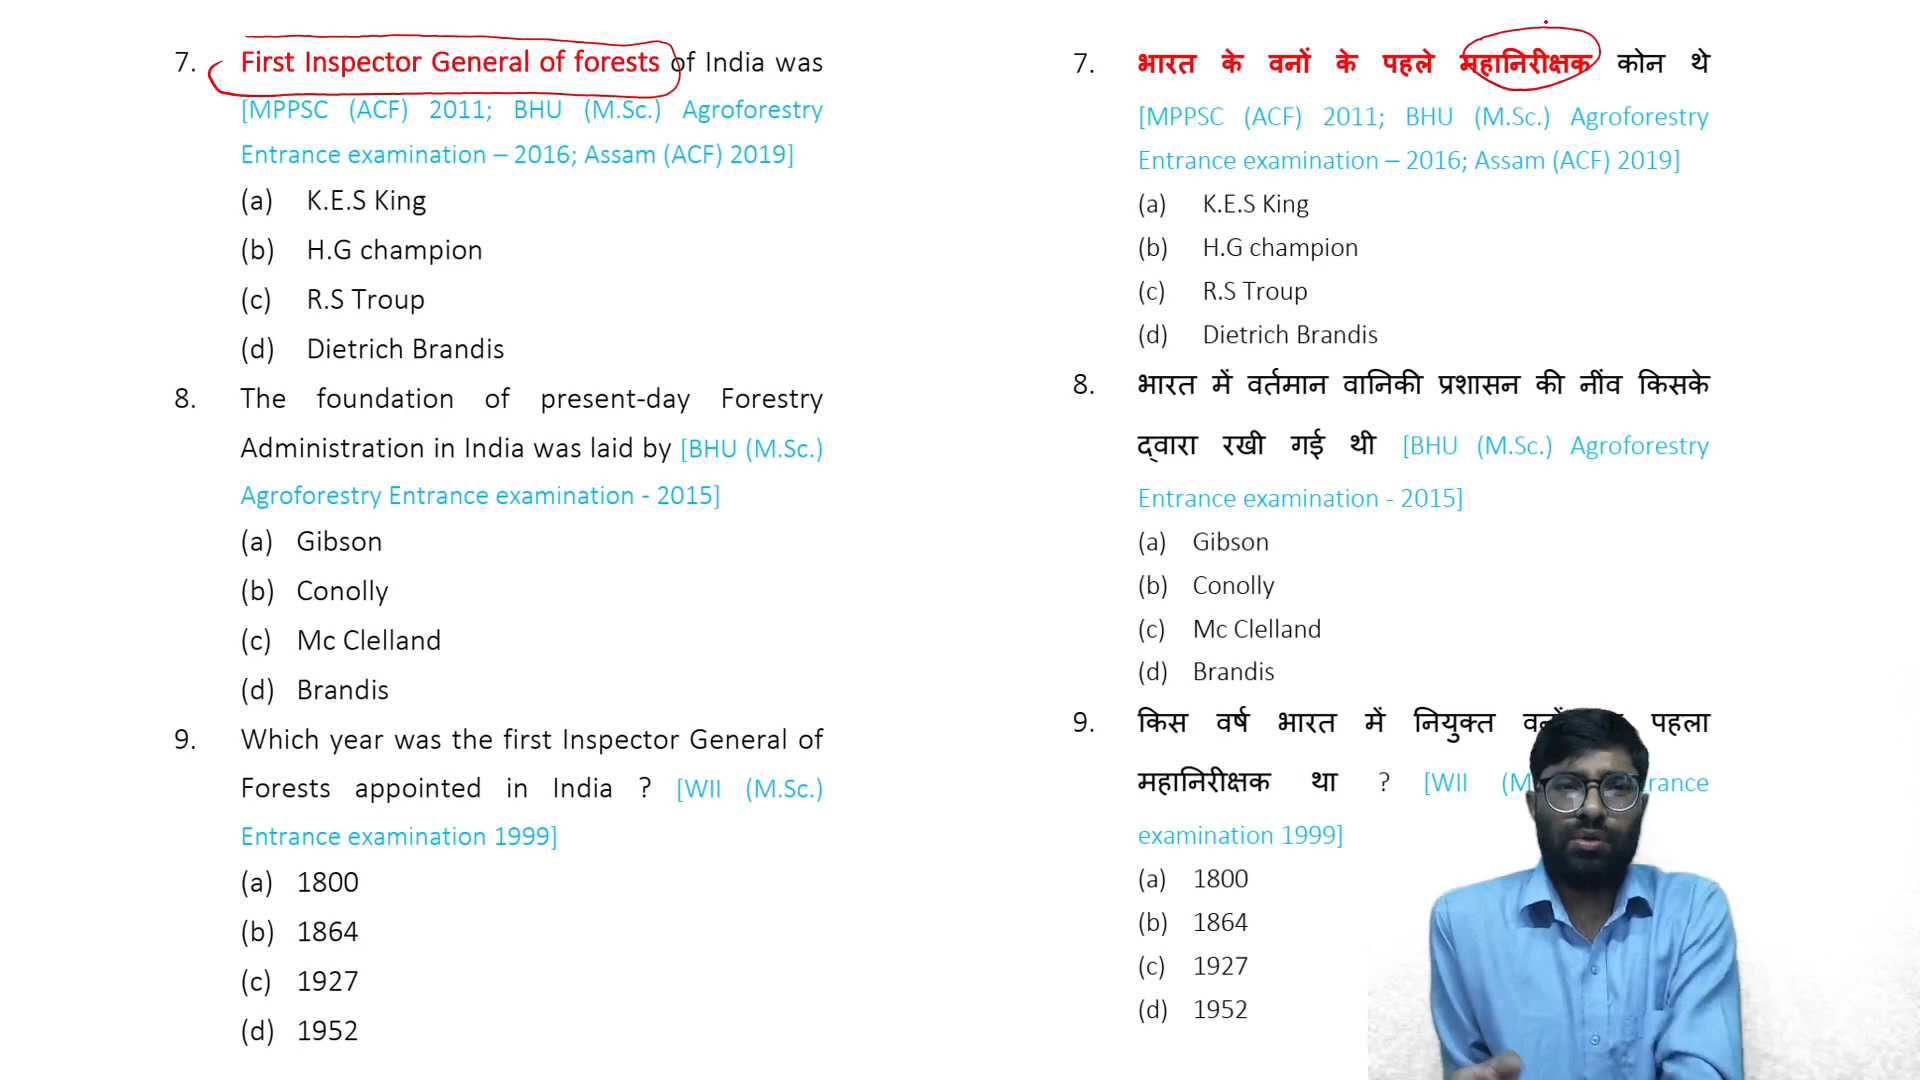 7. First Inspector General of forests of India was
[MPPSC (ACF) 2011; BHU (M.Sc.) Agroforestry
Entrance examination – 2016; Assam (ACF) 2019]
(a) K.E.S King
(b) H.G champion
(c) R.S Troup
(d) Dietrich Brandis
8. The foundation of present-day Forestry
Administration in India was laid by [BHU (M.Sc.)
Agroforestry Entrance examination - 2015]
(a) Gibson
(b) Conolly
(c) Mc Clelland
(d) Brandis
9. Which year was the first Inspector General of
Forests appointed in India ? [WII (M.Sc.)
Entrance examination 1999]
(a) 1800
(b) 1864
(c) 1927
(d) 1952
7. भारत के वनों के पहले महानिरीक्षक कोन थे
[MPPSC (ACF) 2011; BHU (M.Sc.) Agroforestry
Entrance examination – 2016; Assam (ACF) 2019]
(a) K.E.S King
(b) H.G champion
(c) R.S Troup
(d) Dietrich Brandis
8. भारत में वर्तमान वानिकी प्रशासन की नींव किसके
द्वारा रखी गई थी [BHU (M.Sc.) Agroforestry
Entrance examination - 2015]
(a) Gibson
(b) Conolly
(c) Mc Clelland
(d) Brandis
9. किस वर्ष भारत में नियुक्त पहला
महानिरीक्षक था ? [WII
examination 1999]
(a) 1800
(b) 1864
(c) 1927
(d) 1952